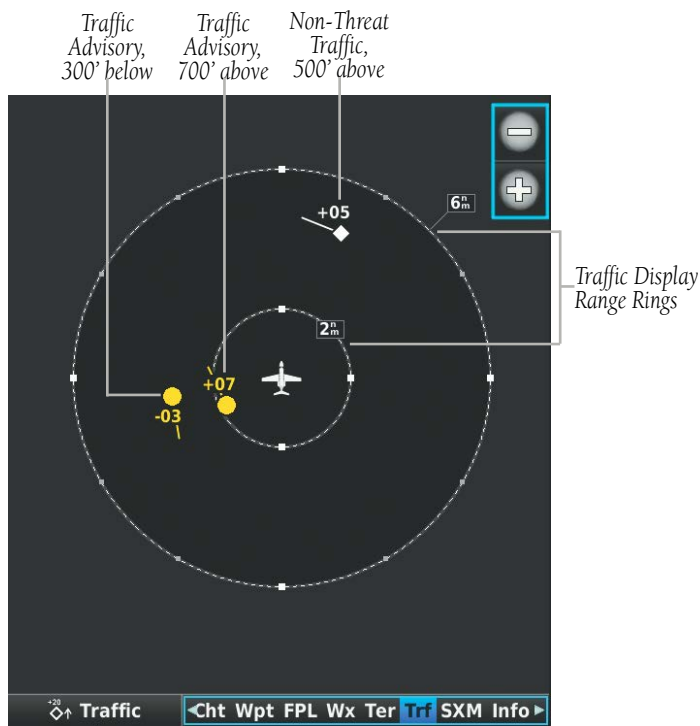 Traffic
Advisory,
300' below
Traffic
Advisory,
700' above
Non-Threat
Traffic,
500' above
+05
6nm
Traffic Display
Range Rings
2nm
+07
-03
+20
Traffic
Cht Wpt FPL Wx Ter Trf SXM Info